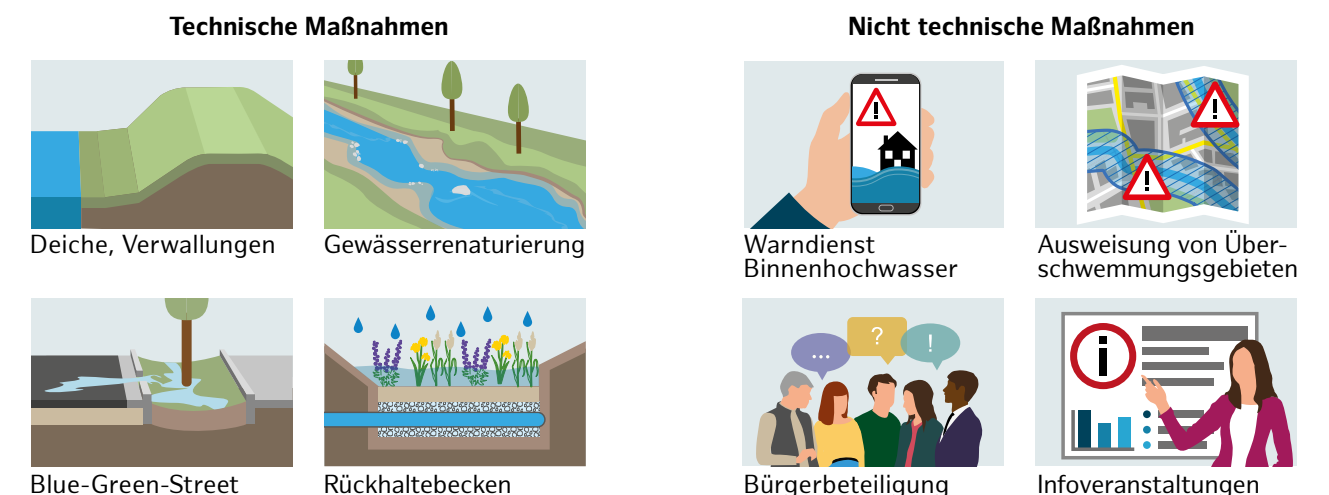 Technische Maßnahmen
Nicht technische Maßnahmen
Deiche, Verwallungen
Gewässerrenaturierung
Warndienst
Binnenhochwasser
Ausweisung von Über-
schwemmungsgebieten
... ? !
i
Blue-Green-Street
Rückhaltebecken
Bürgerbeteiligung
Infoveranstaltungen